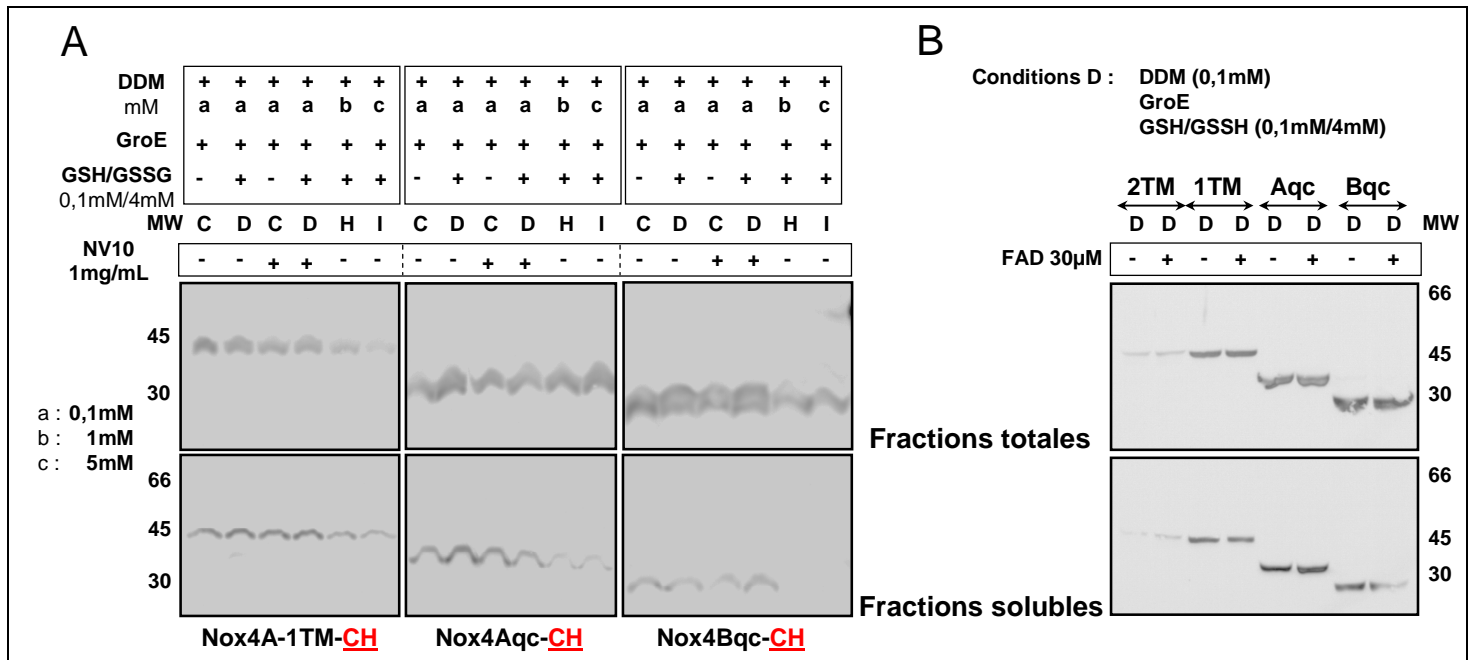 A
DDM + + + + + + + + + + + + + + + + + +
mM a a a a b c a a a a b c a a a a b c
GroE + + + + + + + + + + + + + + + + + +
GSH/GSSG - + - + + + - + - + + + - + - + + +
0,1mM/4mM
MW C D C D H I C D C D H I C D C D H I
NV10 - - + + - - - - + + - - - - + + - -
1mg/mL
45
30
a : 0,1mM
b : 1mM
c : 5mM
66
45
30
Nox4A-1TM-CH Nox4Aqc-CH Nox4Bqc-CH
Fractions totales
Fractions solubles
B
Conditions D : DDM (0,1mM)
GroE
GSH/GSSH (0,1mM/4mM)
2TM 1TM Aqc Bqc
D D D D D D D D MW
FAD 30µM - + - + - + - +
66
45
30
66
45
30